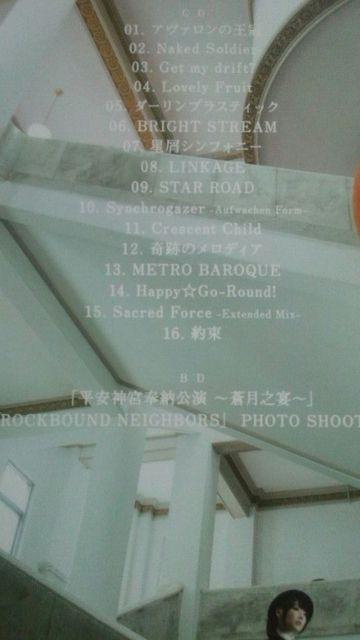 CD
01. アヴァロンの王冠
02. Naked Soldier
03. Get my drift?
04. Lovely Fruit
05. ダーリンプラスティック
06. BRIGHT STREAM
07. 星屑シンフォニー
08. LINKAGE
09. STAR ROAD
10. Synchrogazer -Aufwachen Form-
11. Crescent Child
12. 奇跡のメロディア
13. METRO BAROQUE
14. Happy☆Go-Round!
15. Sacred Force -Extended Mix-
16. 約束
BD
「平安神宮奉納公演 ～蒼月之宴～」
ROCKBOUND NEIGHBORS」 PHOTO SHOOT